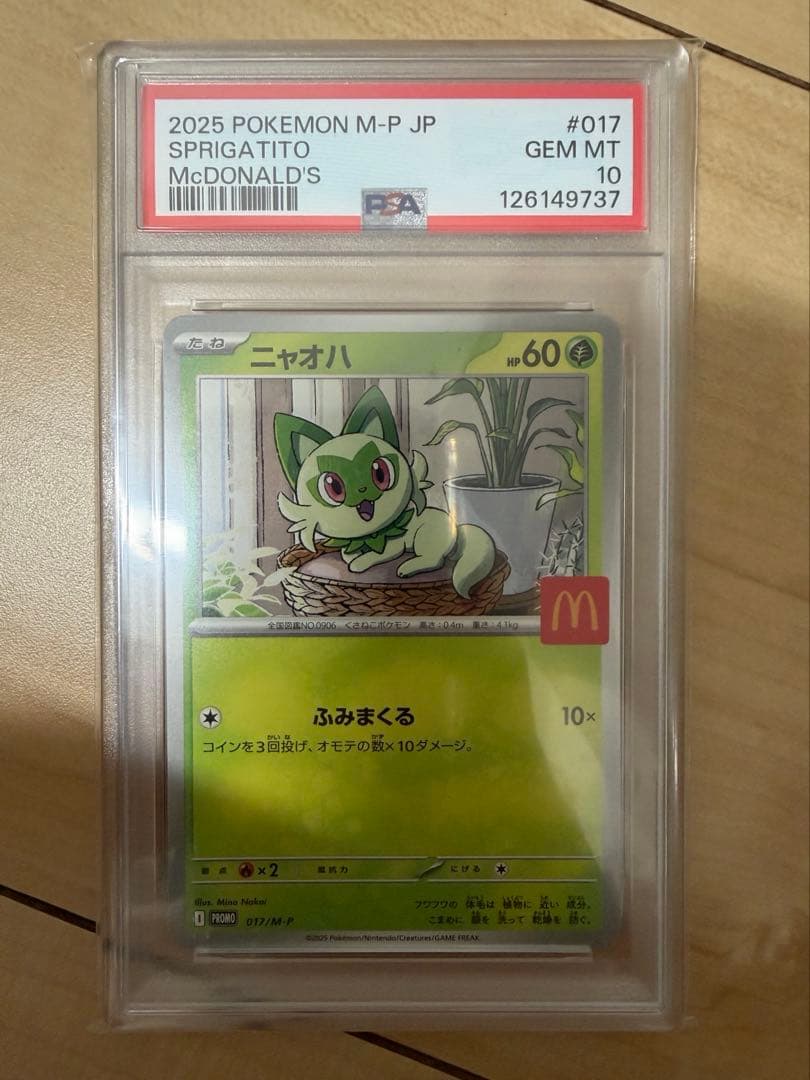 2025 POKEMON M-P JP #017
SPRIGATITO GEM MT
McDONALD'S 10
PSA 126149737
たね ニャオハ HP60
全国図鑑NO.0906 くさねこポケモン 高さ:0.4m 重さ:4.1kg
ふみまくる 10×
コインを3回投げ、オモテの数×10ダメージ。
弱点 ×2 抵抗力 にげる
Illus. Mina Nakai
フワフワの 体毛は 植物に 近い 成分。
こまめに 顔を 洗って 乾燥を 防ぐ。
PROMO 017/M-P
©2025 Pokémon/Nintendo/Creatures/GAME FREAK.